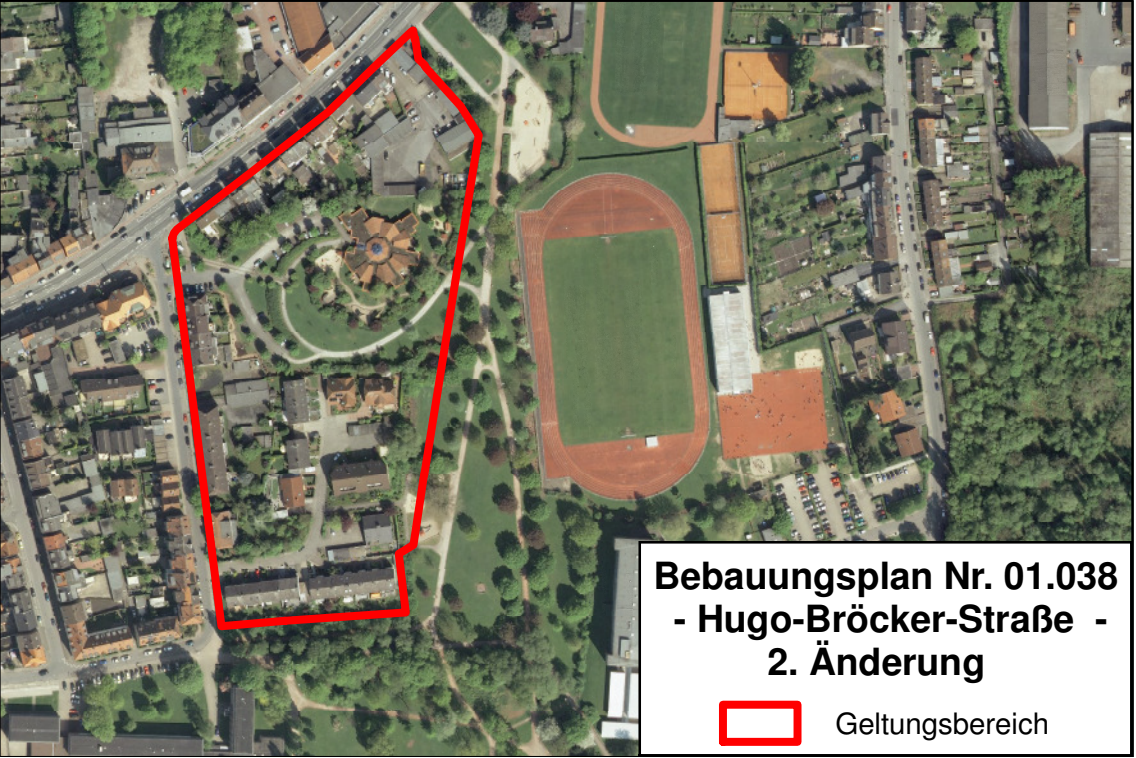 Bebauungsplan Nr. 01.038
- Hugo-Bröcker-Straße -
2. Änderung
Geltungsbereich